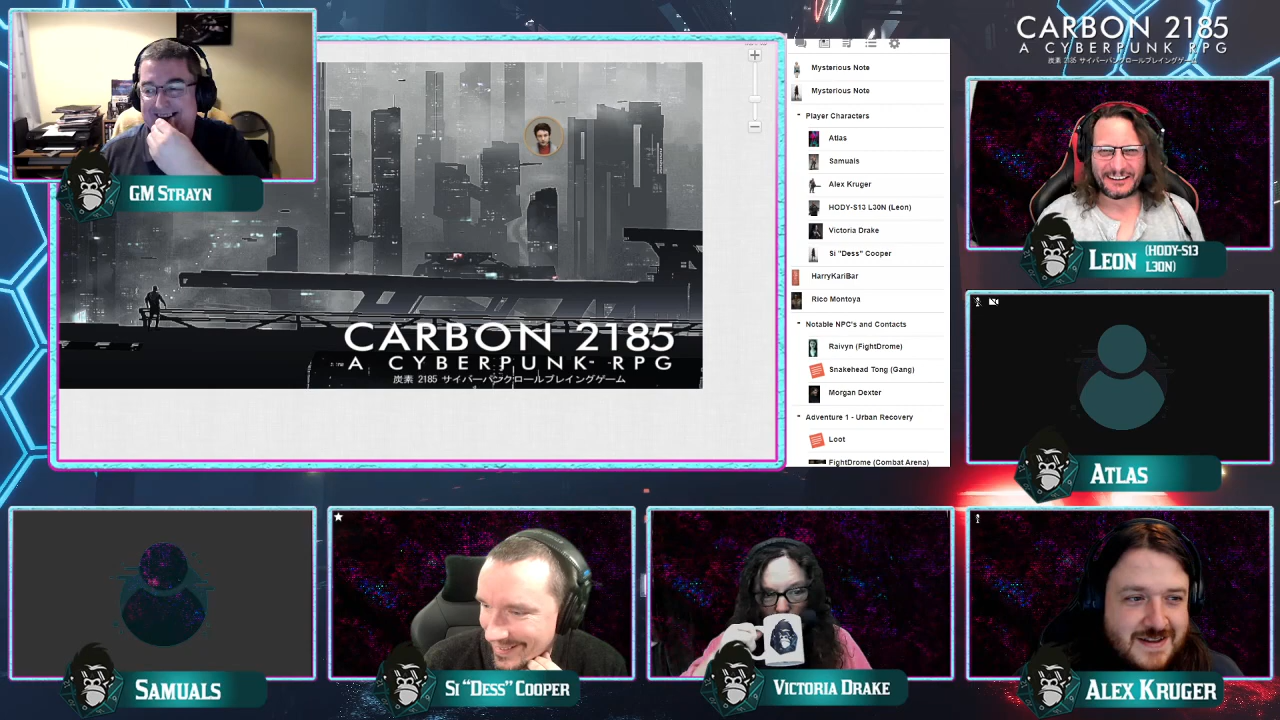 CARBON 2185
A CYBERPUNK RPG
炭素 2185 サイバーパンクロールプレイングゲーム
GM STRAYN
CARBON 2185
A CYBERPUNK RPG
炭素 2185 サイバーパンクロールプレイングゲーム
Mysterious Note
Mysterious Note
Player Characters
Atlas
Samuals
Alex Kruger
HODY-S13 L30N (Leon)
Victoria Drake
Si "Dess" Cooper
HarryKariBar
Rico Montoya
Notable NPC's and Contacts
Raivyn (FightDrome)
Snakehead Tong (Gang)
Morgan Dexter
Adventure 1 - Urban Recovery
Loot
FightDrome (Combat Arena)
LEON (HODY-S13
L30N)
ATLAS
SAMUALS
SI "DESS" COOPER
VICTORIA DRAKE
ALEX KRUGER